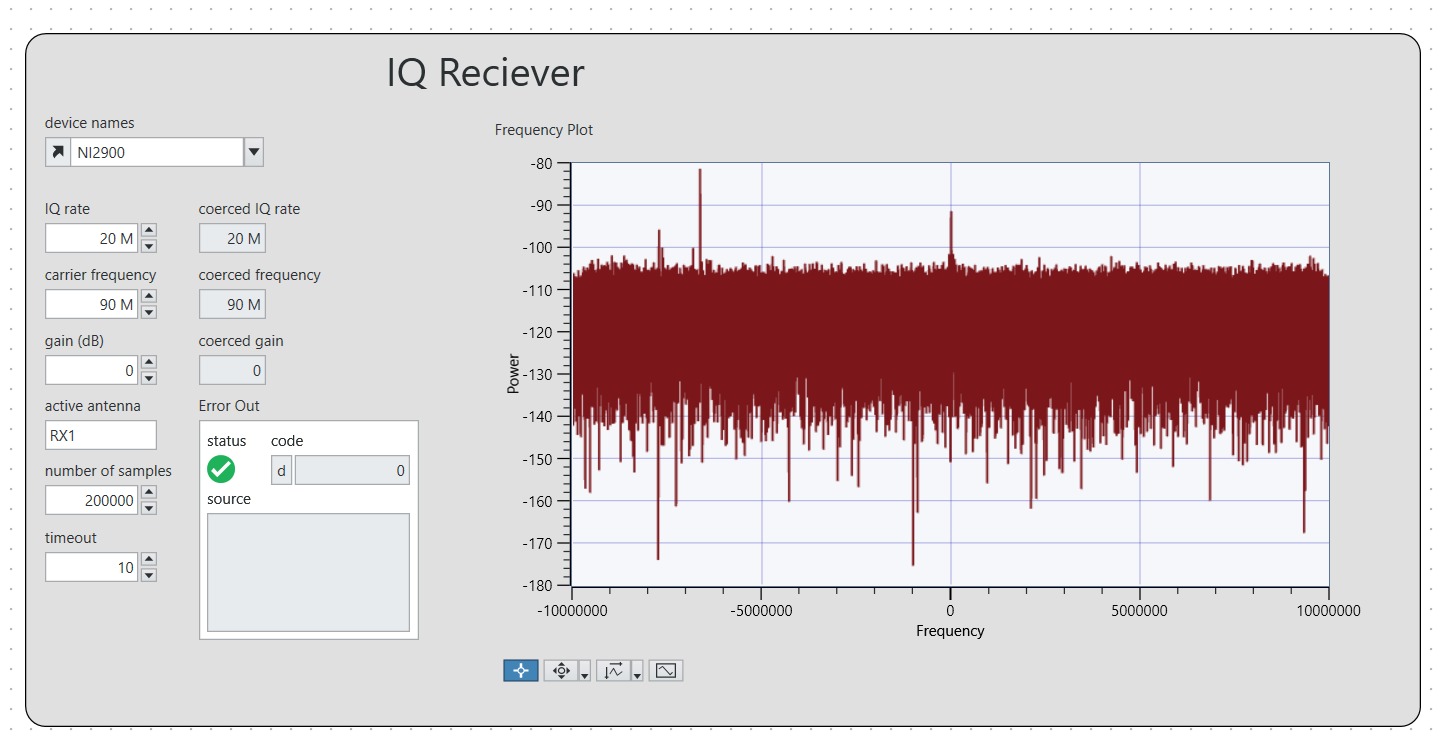 IQ Reciever
device names
NI2900
IQ rate
coerced IQ rate
20 M
20 M
carrier frequency
coerced frequency
90 M
90 M
gain (dB)
coerced gain
0
0
active antenna
Error Out
RX1
status
code
d
0
number of samples
source
200000
timeout
10
Frequency Plot
-80
-90
-100
-110
-120
-130
-140
-150
-160
-170
-180
Power
-10000000
-5000000
0
5000000
10000000
Frequency